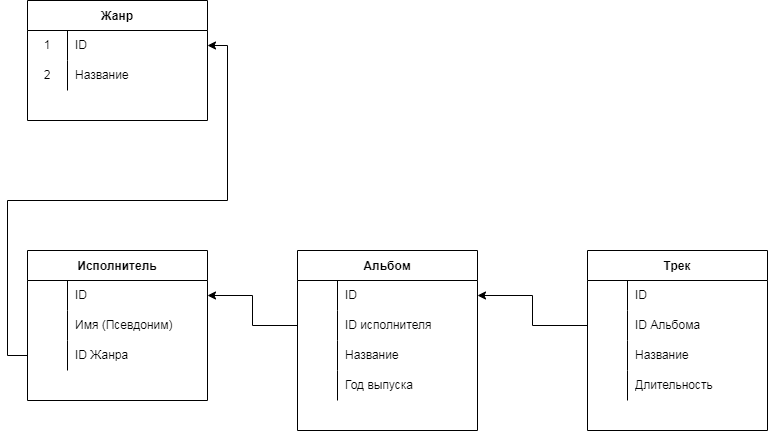 Жанр
1 ID
2 Название
Исполнитель
ID
Имя (Псевдоним)
ID Жанра
Альбом
ID
ID исполнителя
Название
Год выпуска
Трек
ID
ID Альбома
Название
Длительность